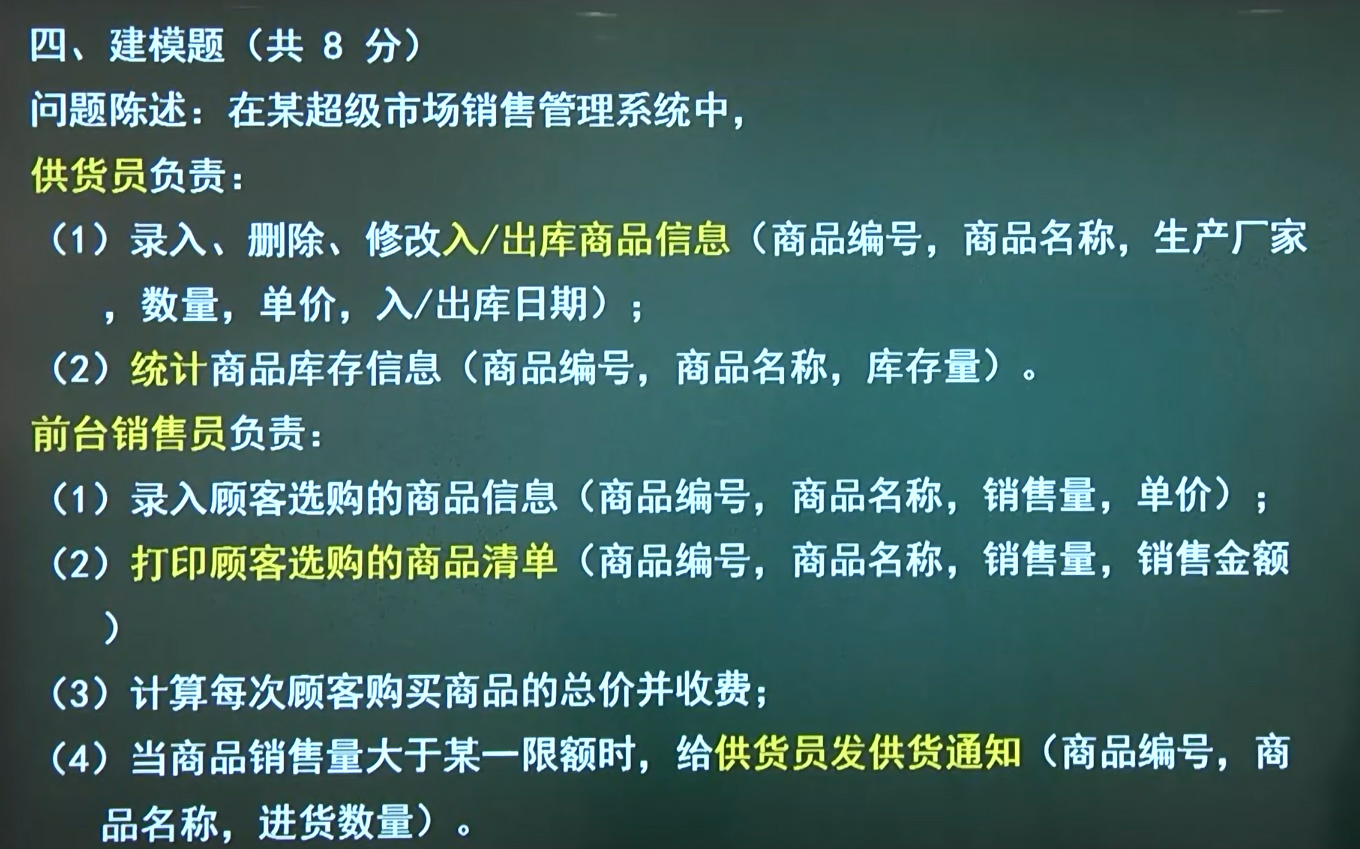 四、建模题（共 8 分）
问题陈述：在某超级市场销售管理系统中，
供货员负责：
（1）录入、删除、修改入/出库商品信息（商品编号，商品名称，生产厂家
，数量，单价，入/出库日期）；
（2）统计商品库存信息（商品编号，商品名称，库存量）。
前台销售员负责：
（1）录入顾客选购的商品信息（商品编号，商品名称，销售量，单价）；
（2）打印顾客选购的商品清单（商品编号，商品名称，销售量，销售金额
）
（3）计算每次顾客购买商品的总价并收费；
（4）当商品销售量大于某一限额时，给供货员发供货通知（商品编号，商
品名称，进货数量）。